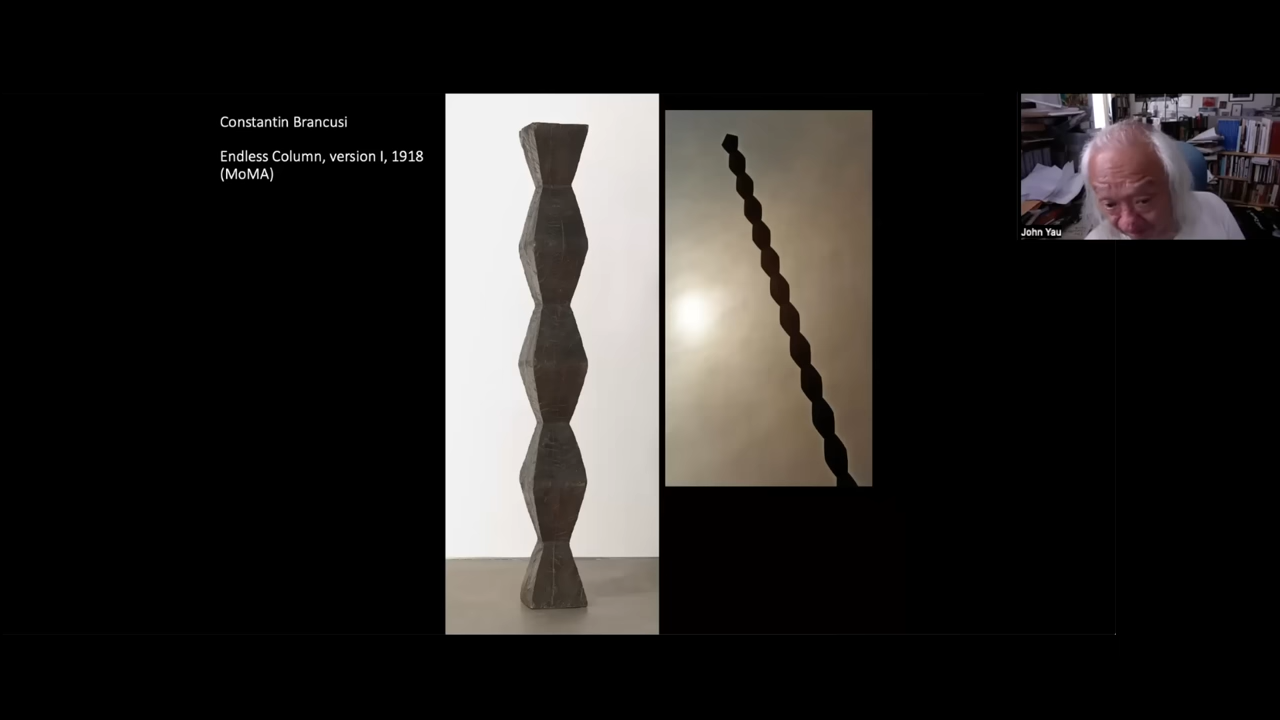 Constantin Brancusi
Endless Column, version I, 1918
(MoMA)
John Yau